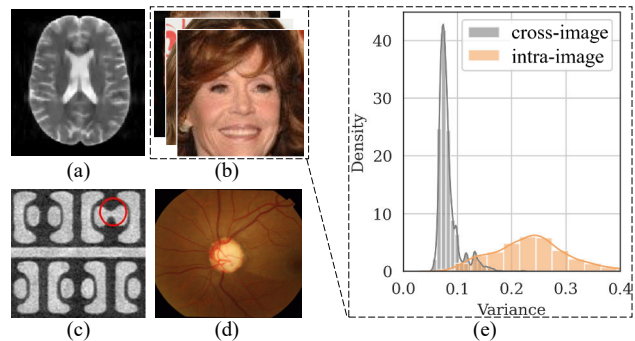 (a)
(b)
(c)
(d)
cross-image
intra-image
40
30
20
10
0
Density
0.0
0.1
0.2
0.3
0.4
Variance
(e)